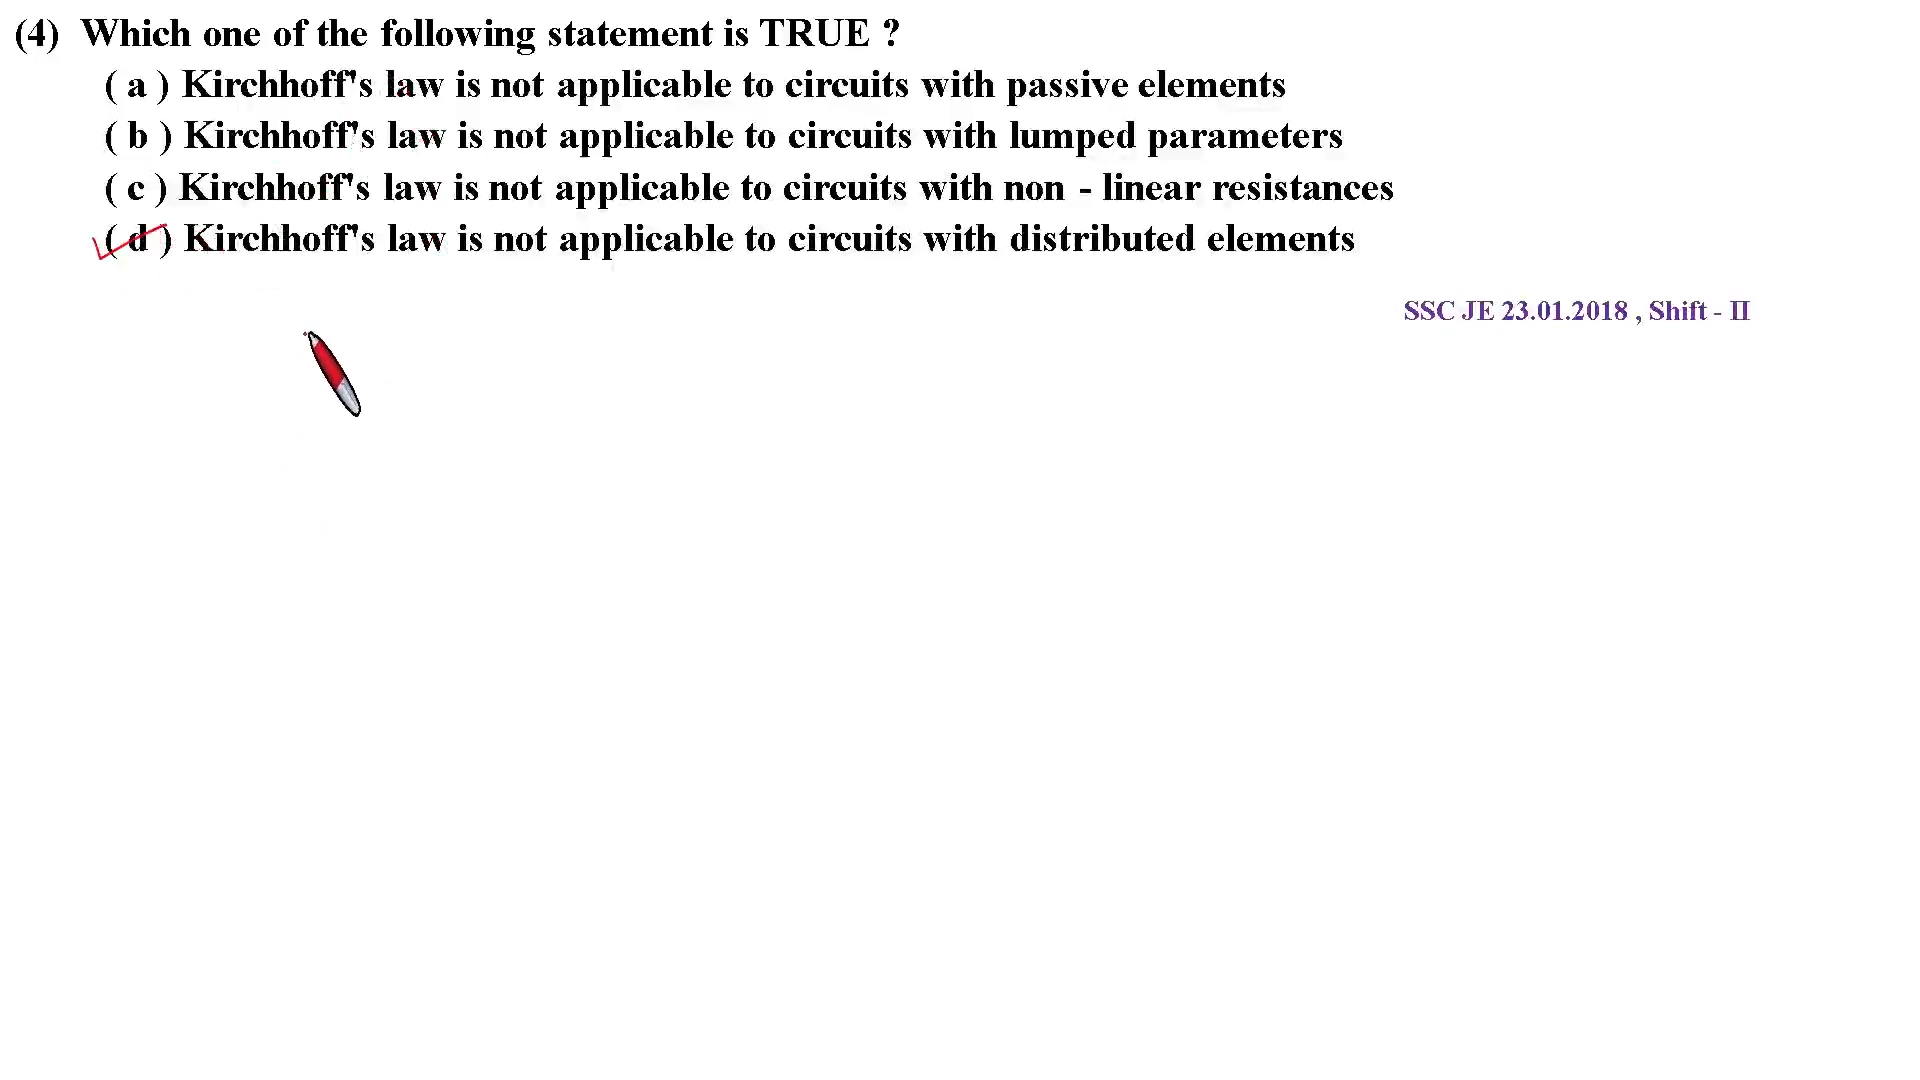 (4) Which one of the following statement is TRUE ?
( a ) Kirchhoff's law is not applicable to circuits with passive elements
( b ) Kirchhoff's law is not applicable to circuits with lumped parameters
( c ) Kirchhoff's law is not applicable to circuits with non - linear resistances
( d ) Kirchhoff's law is not applicable to circuits with distributed elements
SSC JE 23.01.2018 , Shift - II